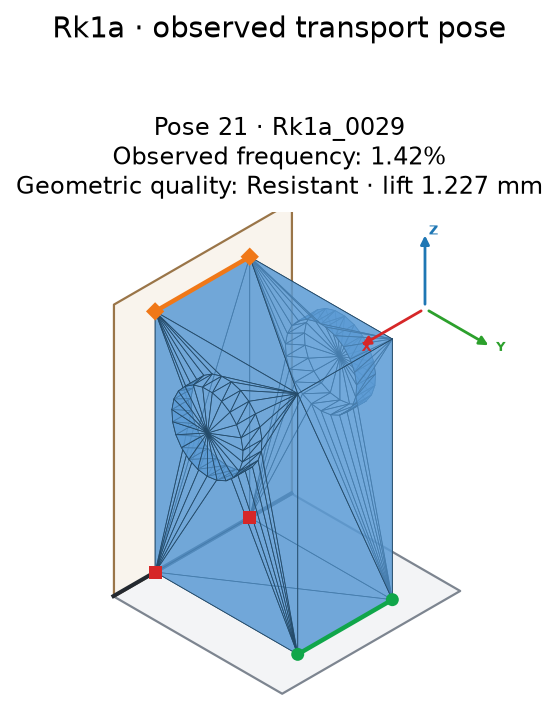 Rk1a · observed transport pose
Pose 21 · Rk1a_0029
Observed frequency: 1.42%
Geometric quality: Resistant · lift 1.227 mm
Z
X
Y